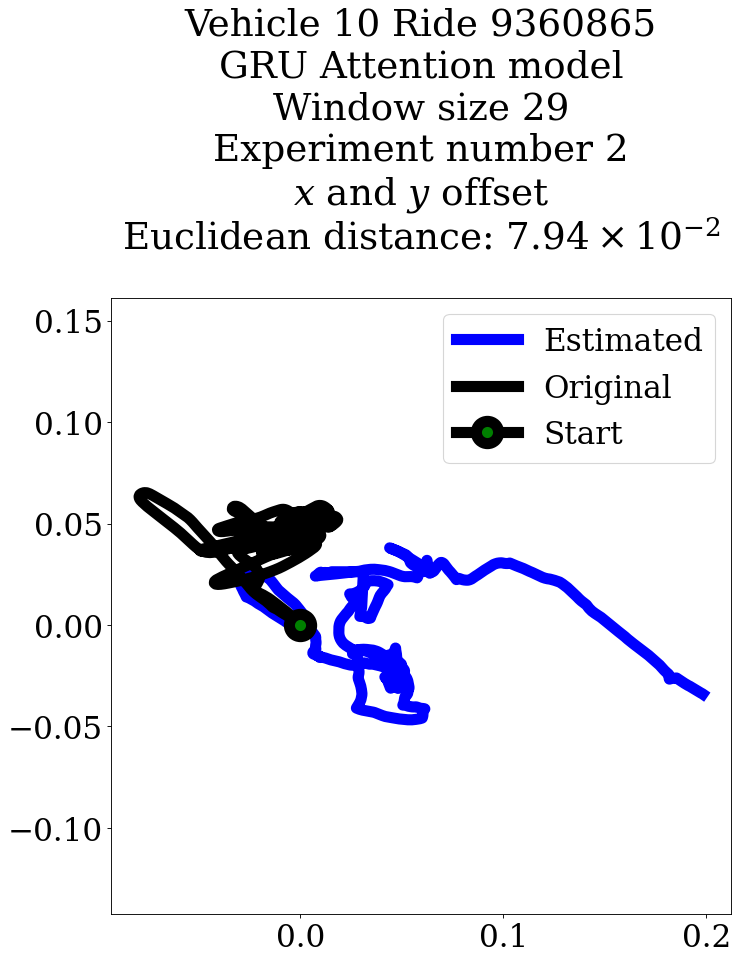 Vehicle 10 Ride 9360865
GRU Attention model
Window size 29
Experiment number 2
x and y offset
Euclidean distance: 7.94 × 10⁻²
Estimated
Original
Start
0.15
0.10
0.05
0.00
−0.05
−0.10
0.0 0.1 0.2